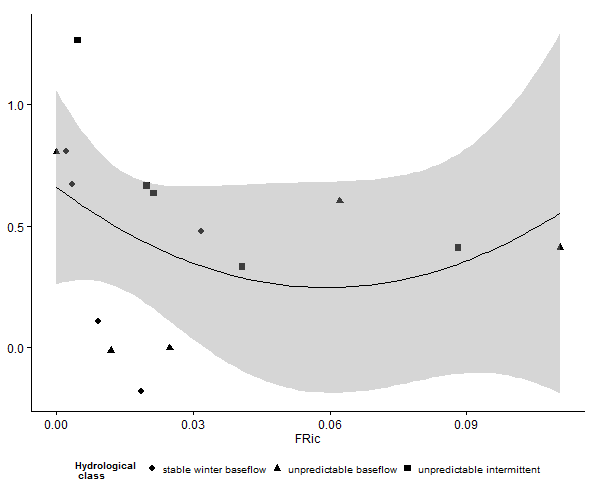 1.0
0.5
0.0
0.00 0.03 0.06 0.09
FRic
Hydrological
class
stable winter baseflow unpredictable baseflow unpredictable intermittent